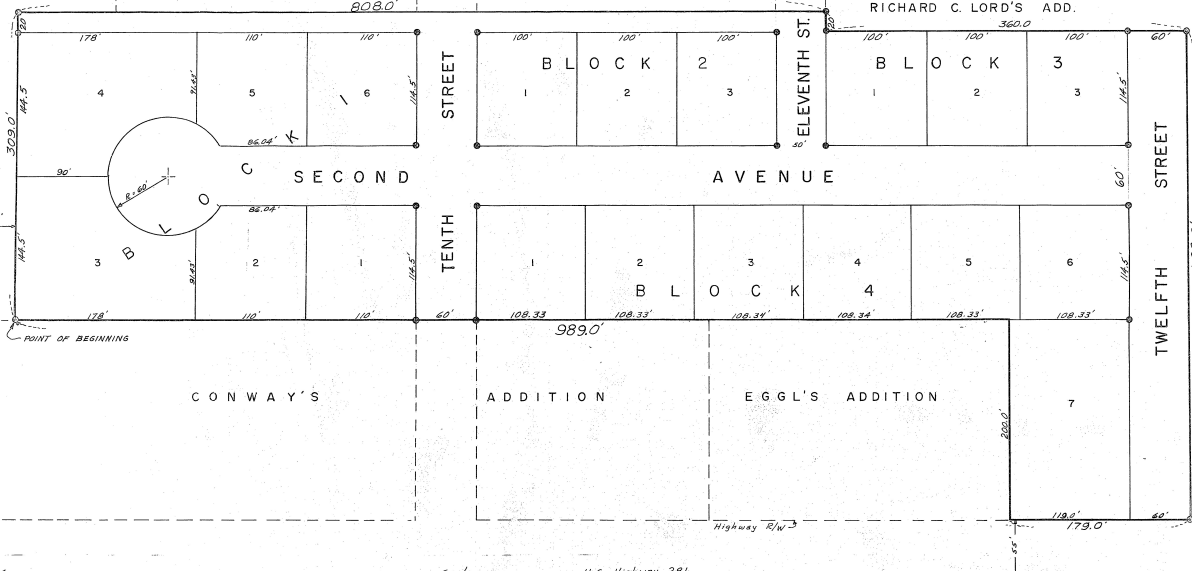 808.0'
RICHARD C. LORD'S ADD.
360.0
20'
20'
178' 110' 110' 100' 100' 100' 100' 100' 100' 60'
STREET
ELEVENTH ST.
BLOCK 2
BLOCK 3
4 5 6 1 2 3 1 2 3
144.5
91.43'
114.5'
114.5'
309.0'
BLOCK 1
86.04'
50'
STREET
90'
R=60'
SECOND AVENUE
60'
86.04'
TENTH
3 2 1 1 2 3 4 5 6
144.5'
91.43'
114.5'
114.5'
BLOCK 4
178' 110' 110' 60' 108.33 108.33' 108.34' 108.34' 108.33' 108.33'
989.0'
TWELFTH
POINT OF BEGINNING
CONWAY'S ADDITION
EGGL'S ADDITION
7
200.0'
119.0' 60'
Highway R/W
179.0'
55'